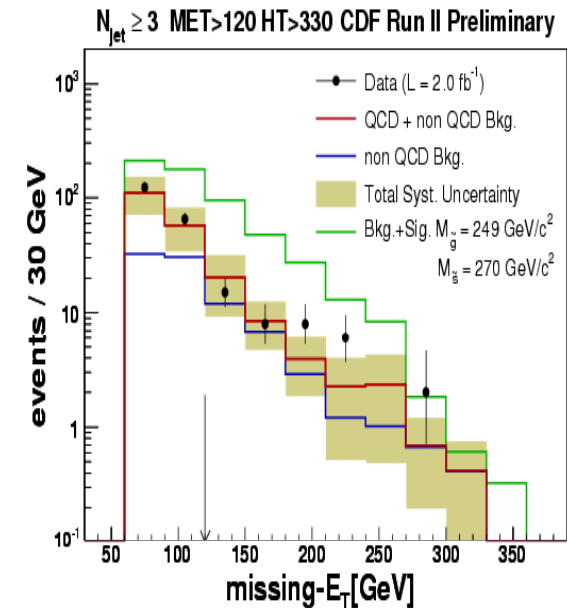 N_jet ≥ 3 MET>120 HT>330 CDF Run II Preliminary
Data (L = 2.0 fb⁻¹)
QCD + non QCD Bkg.
non QCD Bkg.
Total Syst. Uncertainty
Bkg.+Sig. M_g̃ = 249 GeV/c²
M_s̃ = 270 GeV/c²
events / 30 GeV
10³
10²
10
1
10⁻¹
50 100 150 200 250 300 350
missing-E_T[GeV]